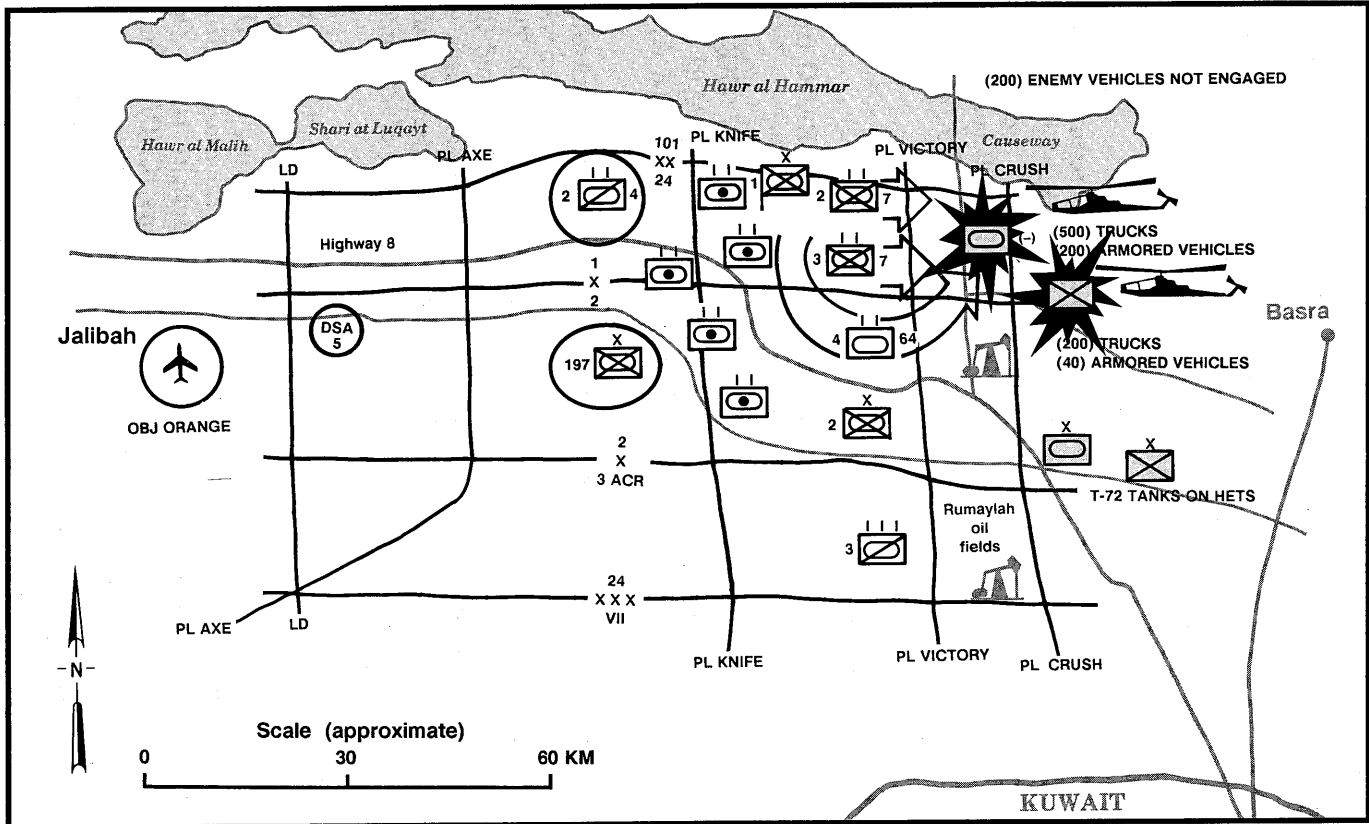 (200) ENEMY VEHICLES NOT ENGAGED
Hawr al Hammar
Hawr al Malih
Shari at Luqayt
Causeway
LD
PL AXE
101
XX
24
PL KNIFE
PL VICTORY
PL CRUSH
2 4
1 X
2 7
(-)
(500) TRUCKS
(200) ARMORED VEHICLES
Highway 8
3 7
1
X
2
Jalibah
DSA
5
OBJ ORANGE
197 X
4 64
(200) TRUCKS
(40) ARMORED VEHICLES
Basra
2 X
X
X
T-72 TANKS ON HETS
2
X
3 ACR
Rumaylah
oil
fields
3
24
X X X
VII
PL AXE
LD
PL KNIFE
PL VICTORY
PL CRUSH
-N-
Scale (approximate)
0 30 60 KM
KUWAIT